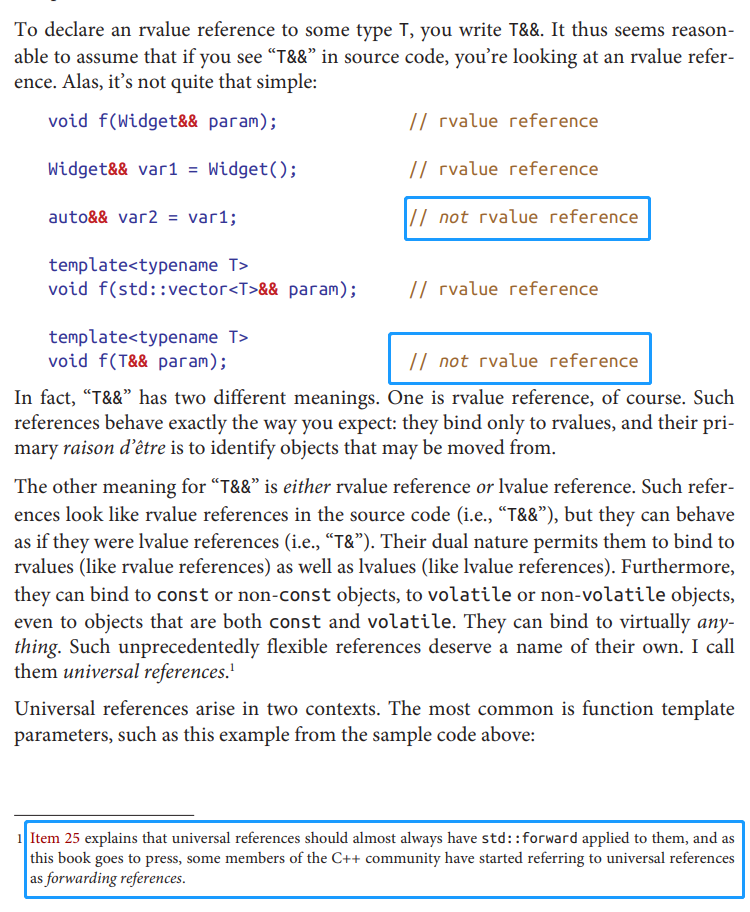 To declare an rvalue reference to some type T, you write T&&. It thus seems reason-
able to assume that if you see “T&&” in source code, you’re looking at an rvalue refer-
ence. Alas, it’s not quite that simple:
void f(Widget&& param); // rvalue reference
Widget&& var1 = Widget(); // rvalue reference
auto&& var2 = var1; // not rvalue reference
template<typename T>
void f(std::vector<T>&& param); // rvalue reference
template<typename T>
void f(T&& param); // not rvalue reference
In fact, “T&&” has two different meanings. One is rvalue reference, of course. Such
references behave exactly the way you expect: they bind only to rvalues, and their pri-
mary raison d’être is to identify objects that may be moved from.
The other meaning for “T&&” is either rvalue reference or lvalue reference. Such refer-
ences look like rvalue references in the source code (i.e., “T&&”), but they can behave
as if they were lvalue references (i.e., “T&”). Their dual nature permits them to bind to
rvalues (like rvalue references) as well as lvalues (like lvalue references). Furthermore,
they can bind to const or non-const objects, to volatile or non-volatile objects,
even to objects that are both const and volatile. They can bind to virtually any-
thing. Such unprecedentedly flexible references deserve a name of their own. I call
them universal references.1
Universal references arise in two contexts. The most common is function template
parameters, such as this example from the sample code above:
1 Item 25 explains that universal references should almost always have std::forward applied to them, and as
this book goes to press, some members of the C++ community have started referring to universal references
as forwarding references.